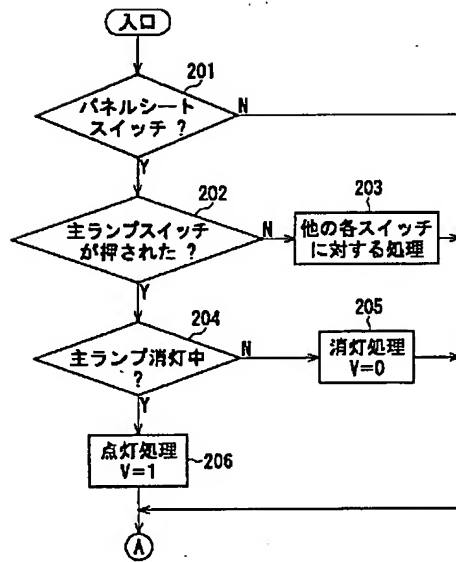 入口
201
パネルシート
スイッチ ?
N
Y
202
主ランプスイッチ
が押された ?
N
203
他の各スイッチ
に対する処理
Y
204
主ランプ消灯中
?
N
205
消灯処理
V=0
Y
点灯処理
V=1
206
A